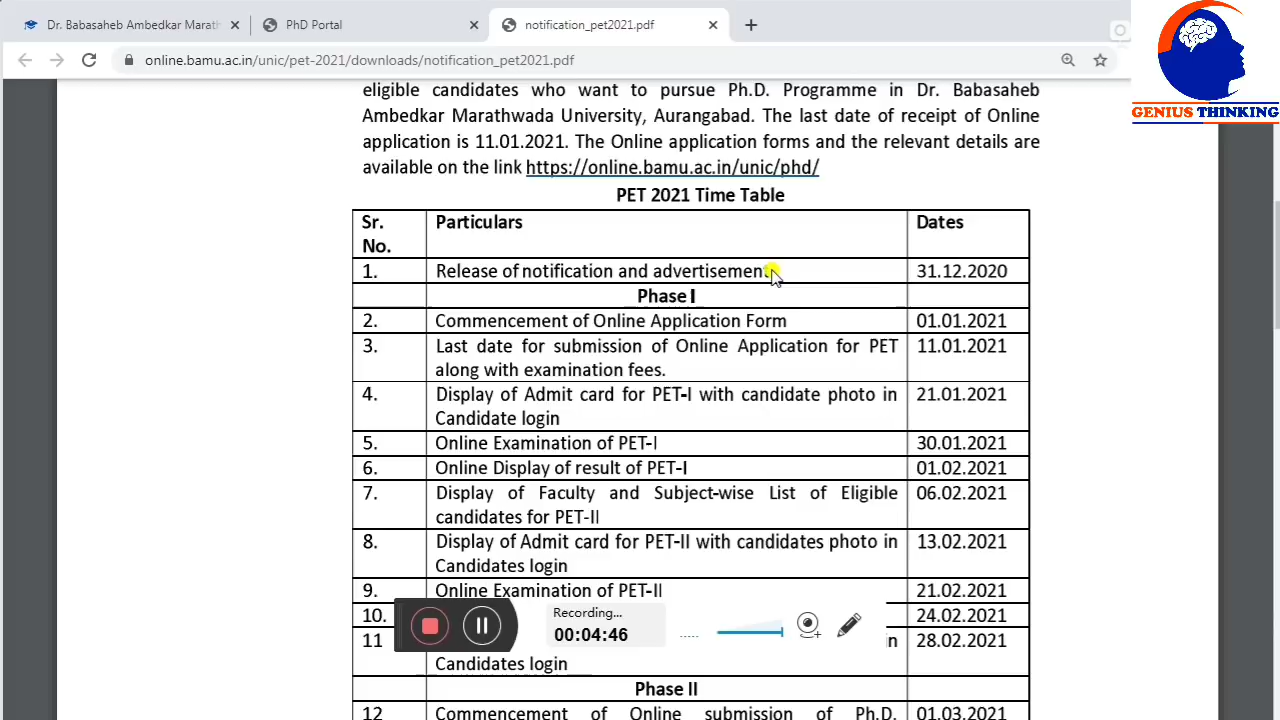 Dr. Babasaheb Ambedkar Marath
PhD Portal
notification_pet2021.pdf
online.bamu.ac.in/unic/pet-2021/downloads/notification_pet2021.pdf
GENIUS THINKING
eligible candidates who want to pursue Ph.D. Programme in Dr. Babasaheb
Ambedkar Marathwada University, Aurangabad. The last date of receipt of Online
application is 11.01.2021. The Online application forms and the relevant details are
available on the link https://online.bamu.ac.in/unic/phd/
PET 2021 Time Table
Sr. No. Particulars Dates
1. Release of notification and advertisement 31.12.2020
Phase I
2. Commencement of Online Application Form 01.01.2021
3. Last date for submission of Online Application for PET 11.01.2021
along with examination fees.
4. Display of Admit card for PET-I with candidate photo in 21.01.2021
Candidate login
5. Online Examination of PET-I 30.01.2021
6. Online Display of result of PET-I 01.02.2021
7. Display of Faculty and Subject-wise List of Eligible 06.02.2021
candidates for PET-II
8. Display of Admit card for PET-II with candidates photo in 13.02.2021
Candidates login
9. Online Examination of PET-II 21.02.2021
10. 24.02.2021
11 in 28.02.2021
Candidates login
Recording...
00:04:46
Phase II
12 Commencement of Online submission of Ph.D. 01.03.2021